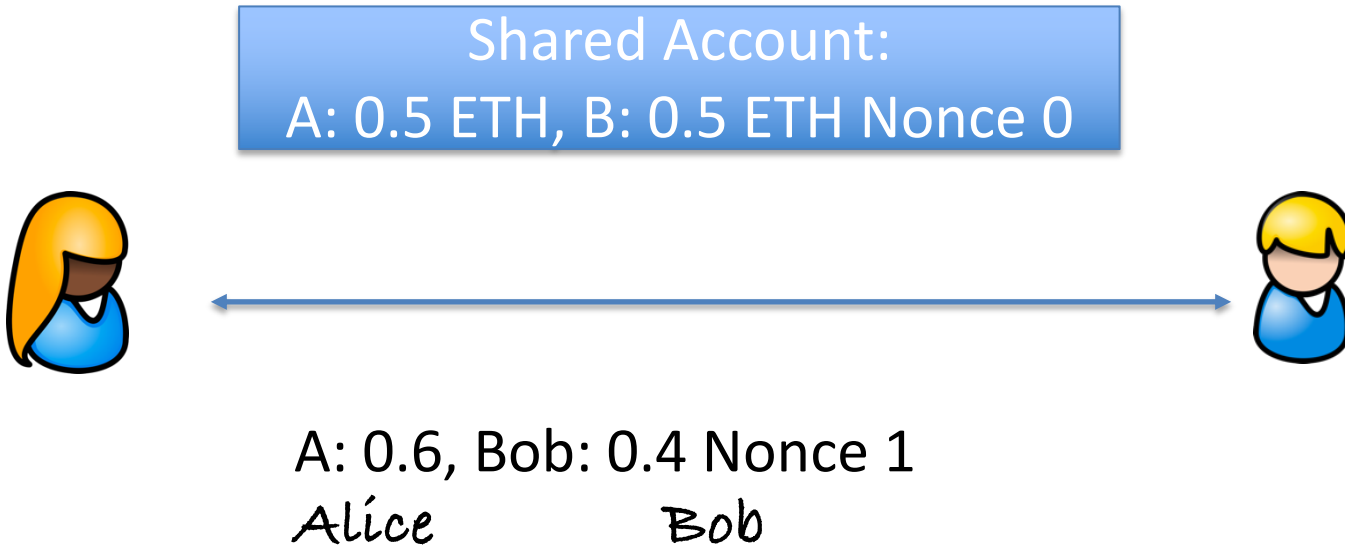 Shared Account:
A: 0.5 ETH, B: 0.5 ETH Nonce 0
A: 0.6, Bob: 0.4 Nonce 1
Alice Bob